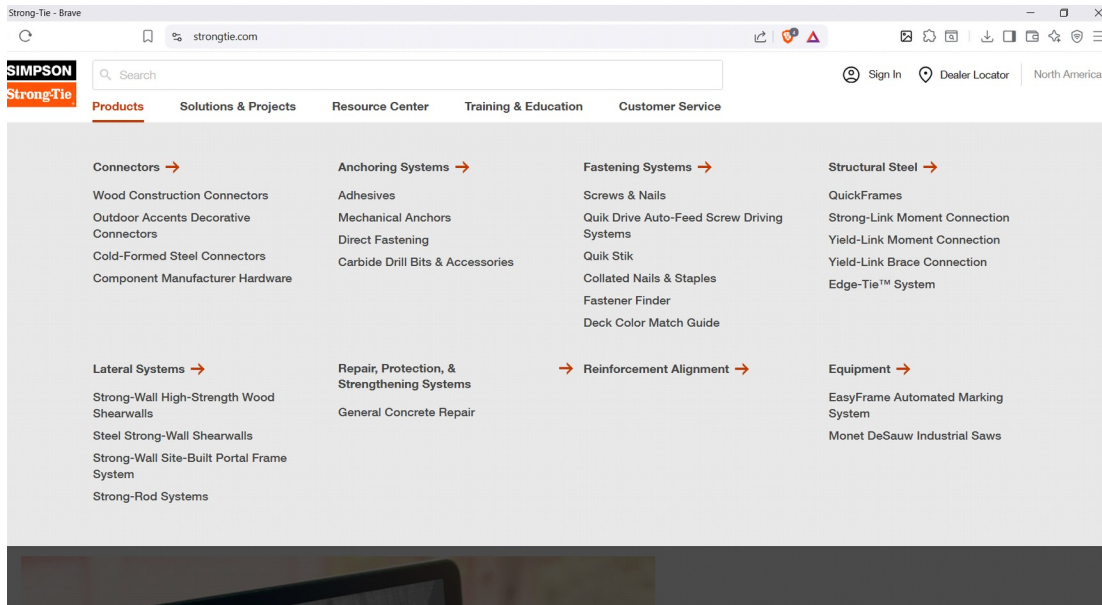 Strong-Tie - Brave
strongtie.com
4
SIMPSON
Strong-Tie
Search
Sign In
Dealer Locator
North America
Products
Solutions & Projects
Resource Center
Training & Education
Customer Service
Connectors
Wood Construction Connectors
Outdoor Accents Decorative
Connectors
Cold-Formed Steel Connectors
Component Manufacturer Hardware
Anchoring Systems
Adhesives
Mechanical Anchors
Direct Fastening
Carbide Drill Bits & Accessories
Fastening Systems
Screws & Nails
Quik Drive Auto-Feed Screw Driving
Systems
Quik Stik
Collated Nails & Staples
Fastener Finder
Deck Color Match Guide
Structural Steel
QuickFrames
Strong-Link Moment Connection
Yield-Link Moment Connection
Yield-Link Brace Connection
Edge-Tie™ System
Lateral Systems
Strong-Wall High-Strength Wood
Shearwalls
Steel Strong-Wall Shearwalls
Strong-Wall Site-Built Portal Frame
System
Strong-Rod Systems
Repair, Protection, &
Strengthening Systems
General Concrete Repair
Reinforcement Alignment
Equipment
EasyFrame Automated Marking
System
Monet DeSauw Industrial Saws